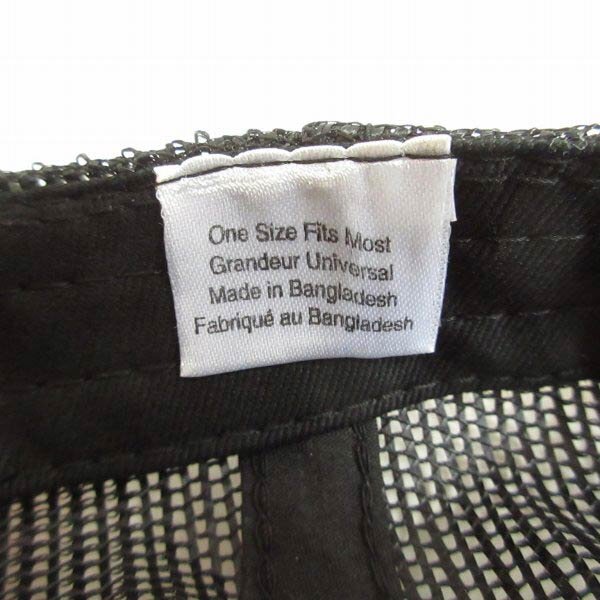 One Size Fits Most
Grandeur Universal
Made in Bangladesh
Fabriqué au Bangladesh